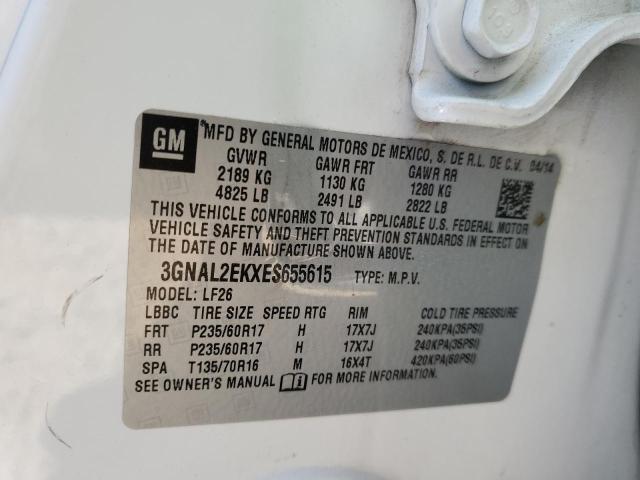 GM
*MFD BY GENERAL MOTORS DE MEXICO, S. DE R.L. DE C.V. 04/14
GVWR GAWR FRT GAWR RR
2189 KG 1130 KG 1280 KG
4825 LB 2491 LB 2822 LB
THIS VEHICLE CONFORMS TO ALL APPLICABLE U.S. FEDERAL MOTOR
VEHICLE SAFETY AND THEFT PREVENTION STANDARDS IN EFFECT ON
THE DATE OF MANUFACTURE SHOWN ABOVE.
3GNAL2EKXES655615 TYPE: M.P.V.
MODEL: LF26
LBBC TIRE SIZE SPEED RTG RIM COLD TIRE PRESSURE
FRT P235/60R17 H 17X7J 240KPA(35PSI)
RR P235/60R17 H 17X7J 240KPA(35PSI)
SPA T135/70R16 M 16X4T 420KPA(60PSI)
SEE OWNER'S MANUAL FOR MORE INFORMATION.